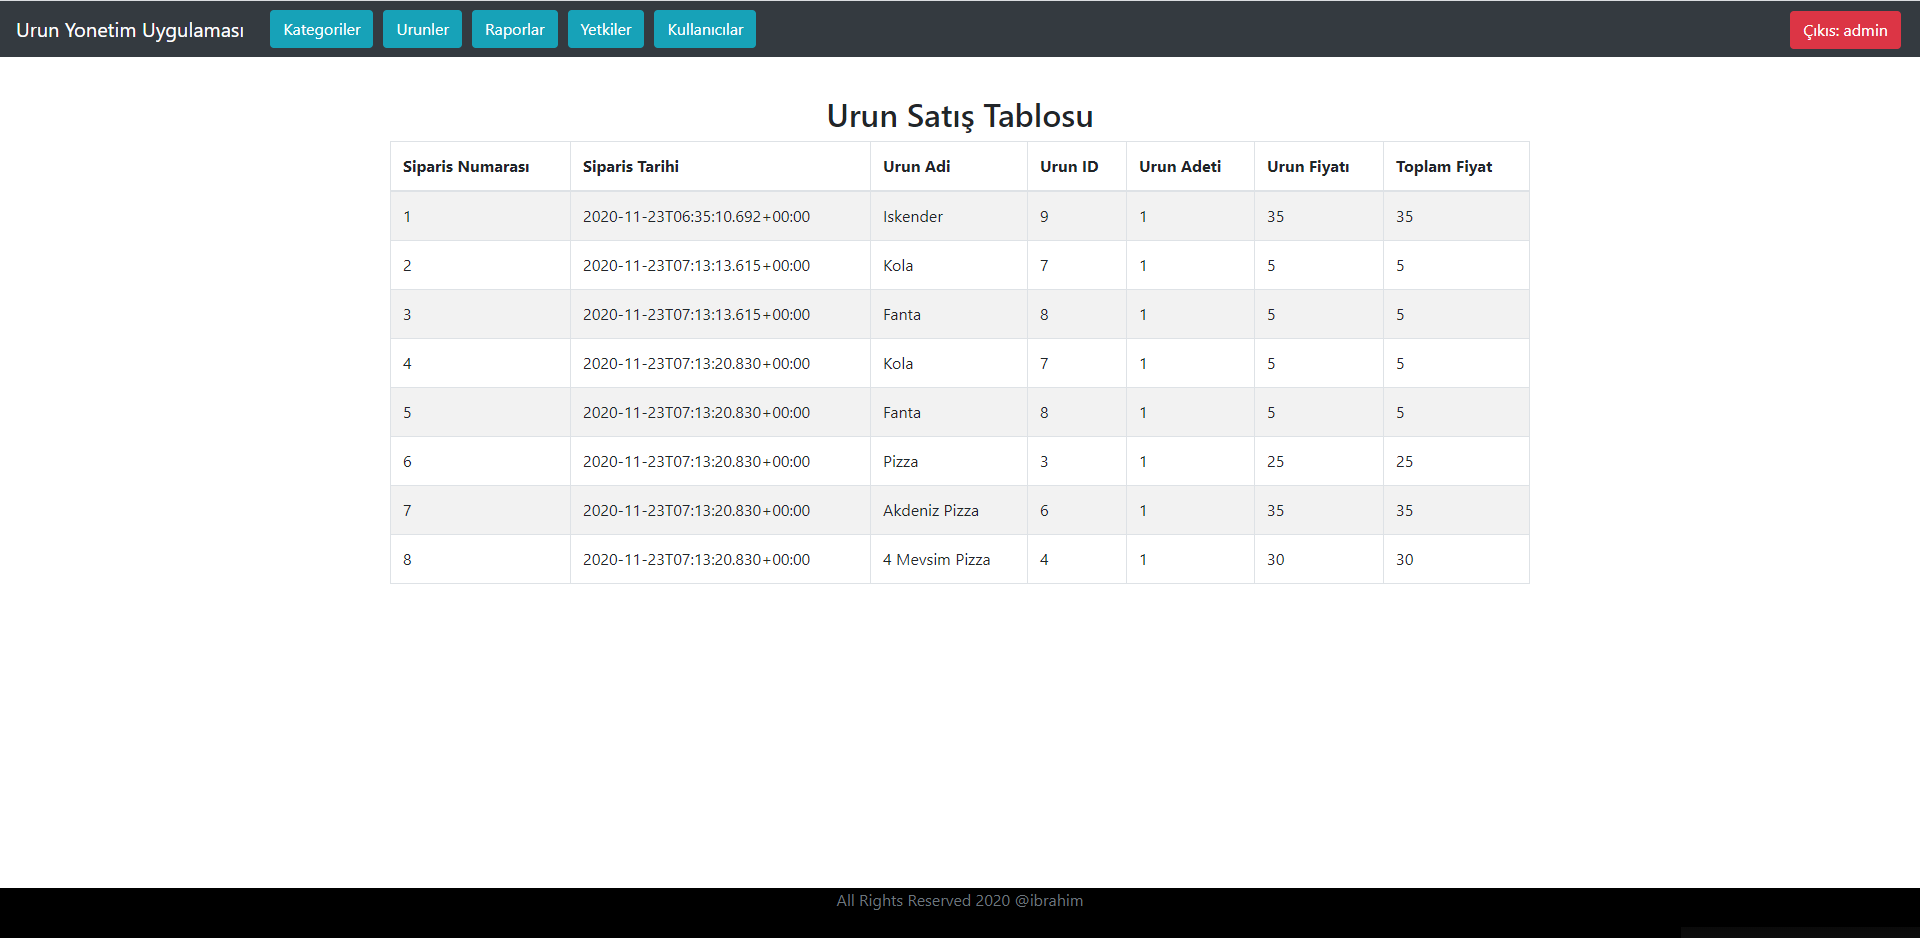 Urun Yonetim Uygulaması Kategoriler Urunler Raporlar Yetkiler Kullanıcılar Çıkıs: admin
Urun Satış Tablosu
Siparis Numarası Siparis Tarihi Urun Adi Urun ID Urun Adeti Urun Fiyatı Toplam Fiyat
1 2020-11-23T06:35:10.692+00:00 Iskender 9 1 35 35
2 2020-11-23T07:13:13.615+00:00 Kola 7 1 5 5
3 2020-11-23T07:13:13.615+00:00 Fanta 8 1 5 5
4 2020-11-23T07:13:20.830+00:00 Kola 7 1 5 5
5 2020-11-23T07:13:20.830+00:00 Fanta 8 1 5 5
6 2020-11-23T07:13:20.830+00:00 Pizza 3 1 25 25
7 2020-11-23T07:13:20.830+00:00 Akdeniz Pizza 6 1 35 35
8 2020-11-23T07:13:20.830+00:00 4 Mevsim Pizza 4 1 30 30
All Rights Reserved 2020 @ibrahim